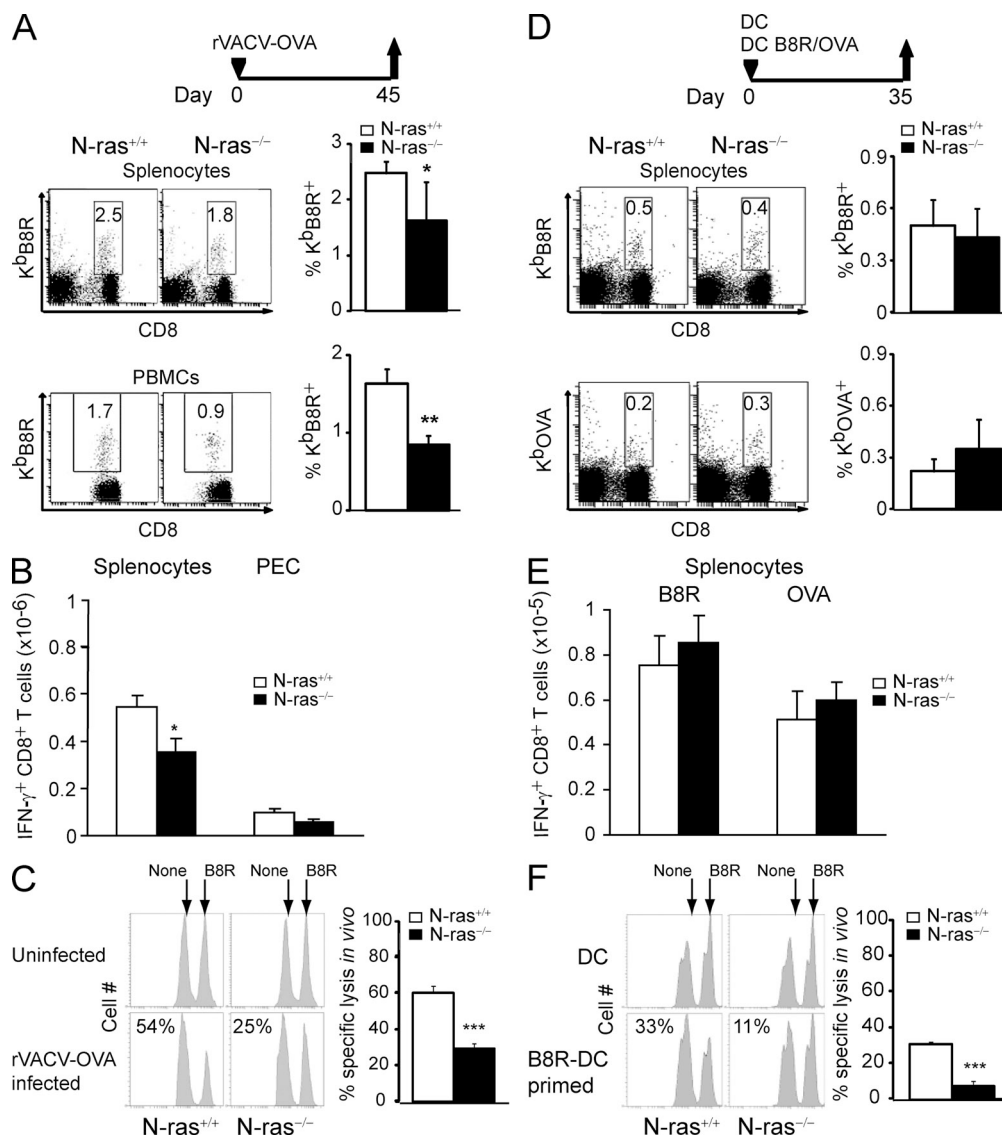 A
rVACV-OVA
Day 0 45
N-ras+/+ N-ras−/−
Splenocytes
KbB8R
2.5
1.8
CD8
N-ras+/+
N-ras−/−
% KbB8R+
3
2
1
0
*
PBMCs
KbB8R
1.7
0.9
CD8
% KbB8R+
2
1
0
**
B
Splenocytes PEC
IFN-γ+ CD8+ T cells (x10-6)
1
0.8
0.6
0.4
0.2
0
*
N-ras+/+
N-ras−/−
C
None B8R None B8R
Uninfected
Cell #
rVACV-OVA
infected
54%
25%
N-ras+/+ N-ras−/−
% specific lysis in vivo
100
80
60
40
20
0
N-ras+/+
N-ras−/−
***
D
DC
DC B8R/OVA
Day 0 35
N-ras+/+ N-ras−/−
Splenocytes
KbB8R
0.5
0.4
CD8
N-ras+/+
N-ras−/−
% KbB8R+
0.9
0.6
0.3
0
KbOVA
0.2
0.3
CD8
% KbOVA+
0.9
0.6
0.3
0
E
Splenocytes
B8R OVA
IFN-γ+ CD8+ T cells (x10-5)
1
0.8
0.6
0.4
0.2
0
N-ras+/+
N-ras−/−
F
None B8R None B8R
DC
Cell #
B8R-DC
primed
33%
11%
N-ras+/+ N-ras−/−
% specific lysis in vivo
100
80
60
40
20
0
N-ras+/+
N-ras−/−
***